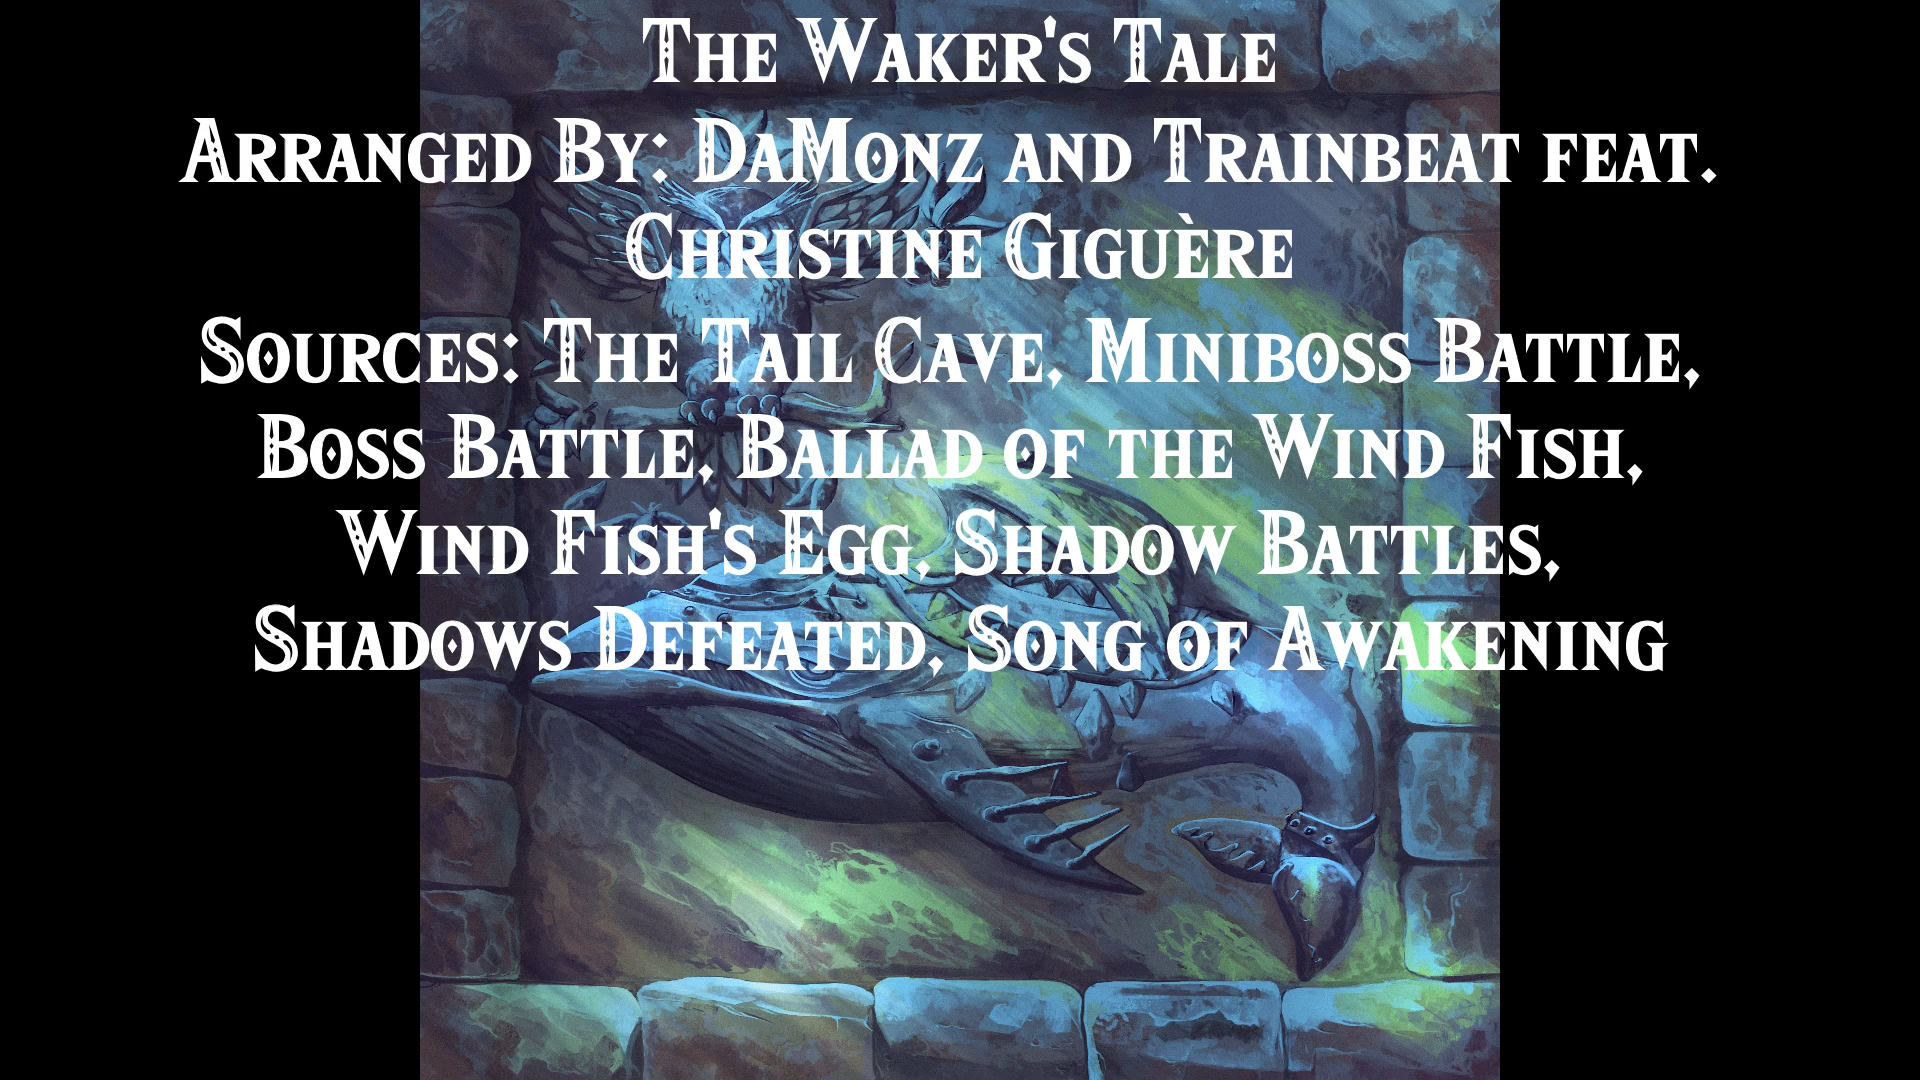 The Waker's Tale
Arranged By: DaMonz and Trainbeat feat.
Christine Giguère
Sources: The Tail Cave, Miniboss Battle,
Boss Battle, Ballad of the Wind Fish,
Wind Fish's Egg, Shadow Battles,
Shadows Defeated, Song of Awakening